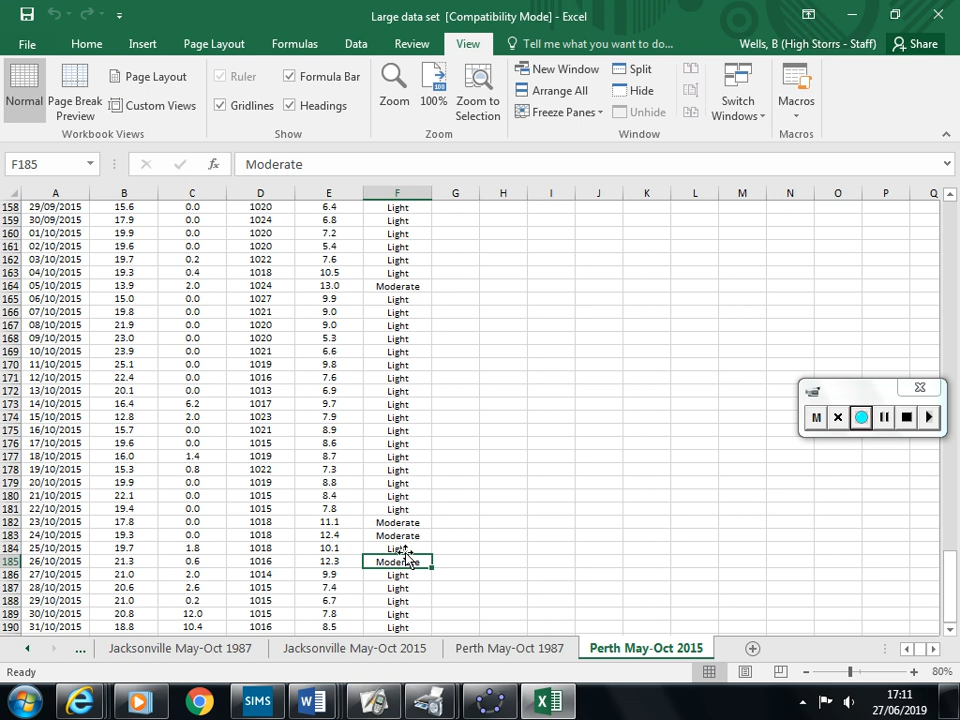 Large data set [Compatibility Mode] - Excel
File Home Insert Page Layout Formulas Data Review View Tell me what you want to do... Wells, B (High Storrs - Staff) Share
Normal Page Break Preview Page Layout Custom Views Workbook Views
Ruler Formula Bar Gridlines Headings Show
Zoom 100% Zoom to Selection Zoom
New Window Arrange All Freeze Panes Split Hide Unhide Switch Windows Window
Macros Macros
F185 fx Moderate
A B C D E F G H I J K L M N O P Q
158 29/09/2015 15.6 0.0 1020 6.4 Light
159 30/09/2015 17.9 0.0 1024 6.8 Light
160 01/10/2015 19.9 0.0 1020 7.2 Light
161 02/10/2015 19.6 0.0 1020 5.4 Light
162 03/10/2015 19.7 0.2 1022 7.6 Light
163 04/10/2015 19.3 0.4 1018 10.5 Light
164 05/10/2015 13.9 2.0 1024 13.0 Moderate
165 06/10/2015 15.0 0.0 1027 9.9 Light
166 07/10/2015 19.8 0.0 1021 9.0 Light
167 08/10/2015 21.9 0.0 1020 9.0 Light
168 09/10/2015 23.0 0.0 1020 5.3 Light
169 10/10/2015 23.9 0.0 1021 6.6 Light
170 11/10/2015 25.1 0.0 1019 9.8 Light
171 12/10/2015 22.4 0.0 1016 7.6 Light
172 13/10/2015 20.1 0.0 1013 6.9 Light
173 14/10/2015 16.4 6.2 1017 9.7 Light
174 15/10/2015 12.8 2.0 1023 7.9 Light
175 16/10/2015 15.7 0.0 1021 8.9 Light
176 17/10/2015 19.6 0.0 1015 8.6 Light
177 18/10/2015 16.0 1.4 1019 8.7 Light
178 19/10/2015 15.3 0.8 1022 7.3 Light
179 20/10/2015 19.9 0.0 1019 8.8 Light
180 21/10/2015 22.1 0.0 1015 8.4 Light
181 22/10/2015 19.4 0.0 1015 7.8 Light
182 23/10/2015 17.8 0.0 1018 11.1 Moderate
183 24/10/2015 19.3 0.0 1018 12.4 Moderate
184 25/10/2015 19.7 1.8 1018 10.1 Light
185 26/10/2015 21.3 0.6 1016 12.3 Moderate
186 27/10/2015 21.0 2.0 1014 9.9 Light
187 28/10/2015 20.6 2.6 1015 7.4 Light
188 29/10/2015 21.0 0.2 1015 6.7 Light
189 30/10/2015 20.8 12.0 1015 7.8 Light
190 31/10/2015 18.8 10.4 1016 8.5 Light
M
... Jacksonville May-Oct 1987 Jacksonville May-Oct 2015 Perth May-Oct 1987 Perth May-Oct 2015
Ready 80%
SIMS
17:11
27/06/2019